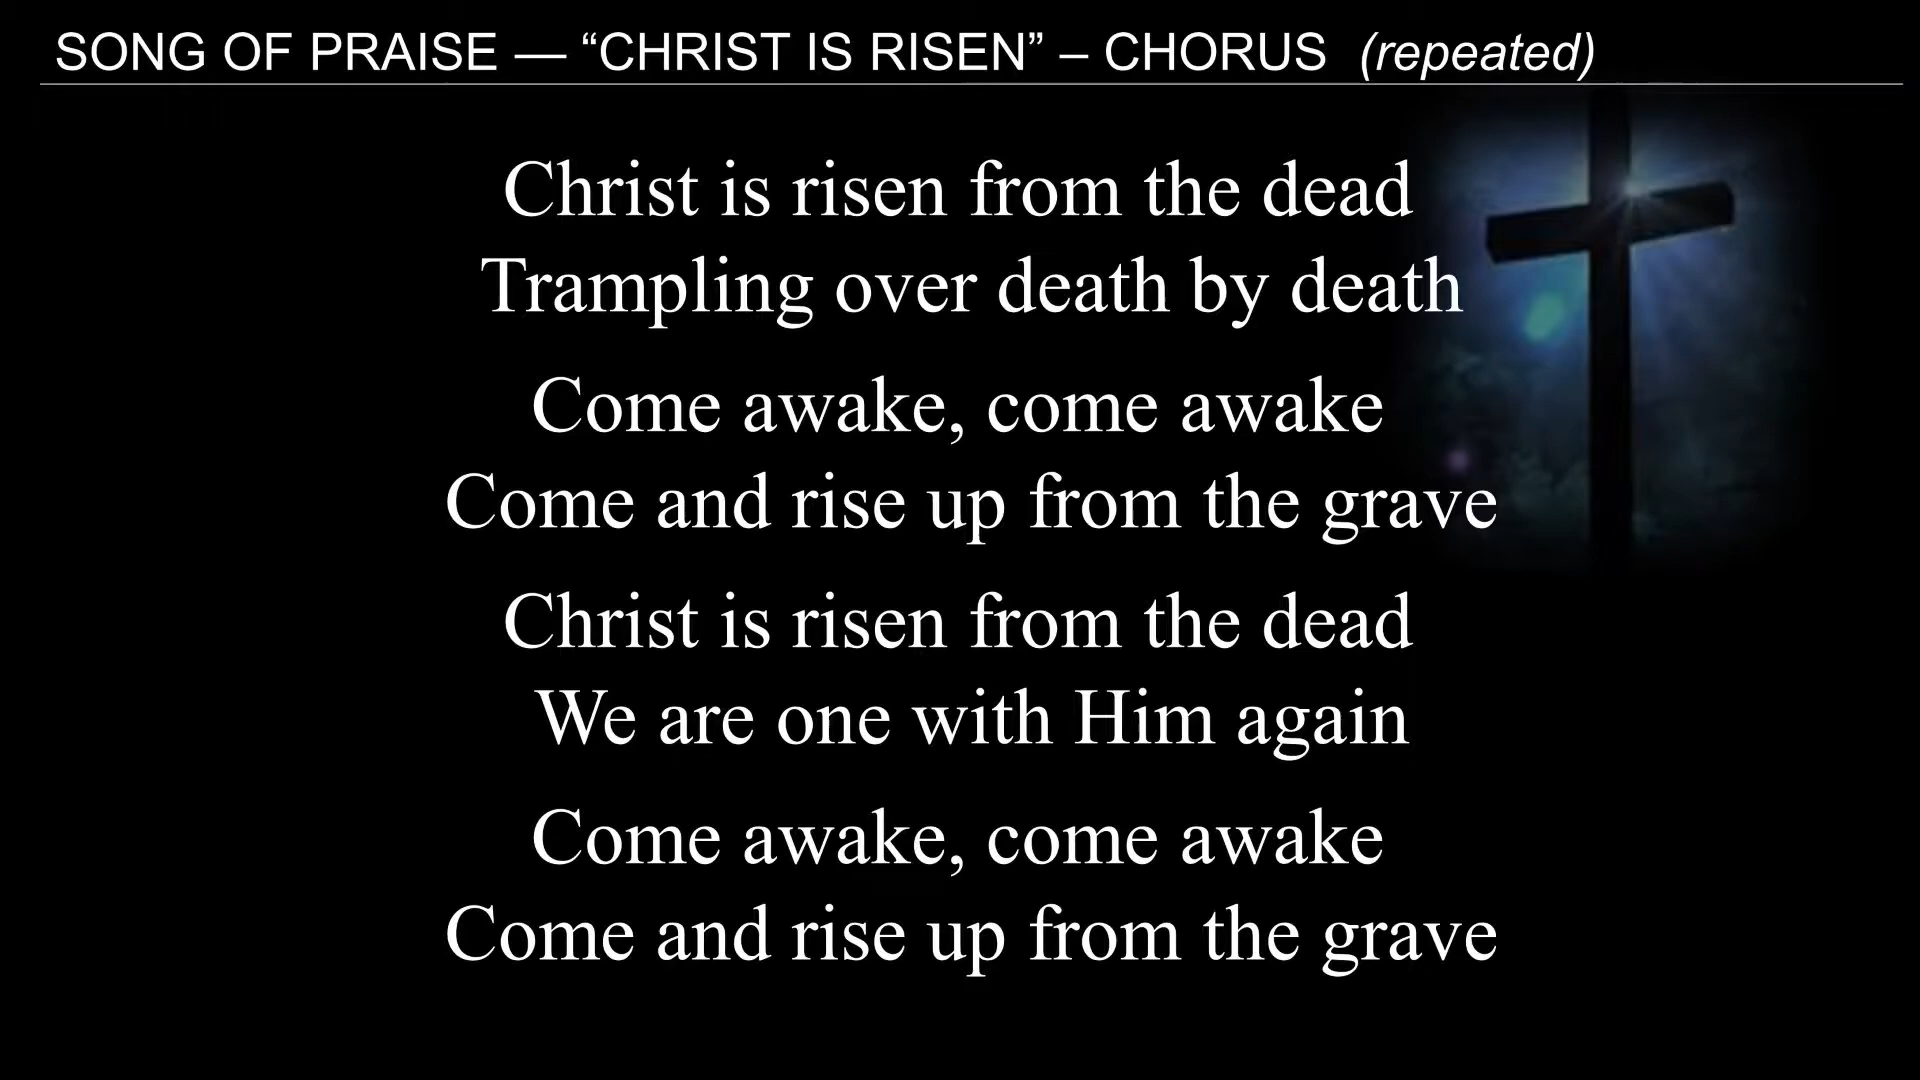 SONG OF PRAISE — “CHRIST IS RISEN” – CHORUS (repeated)
Christ is risen from the dead
Trampling over death by death
Come awake, come awake
Come and rise up from the grave
Christ is risen from the dead
We are one with Him again
Come awake, come awake
Come and rise up from the grave